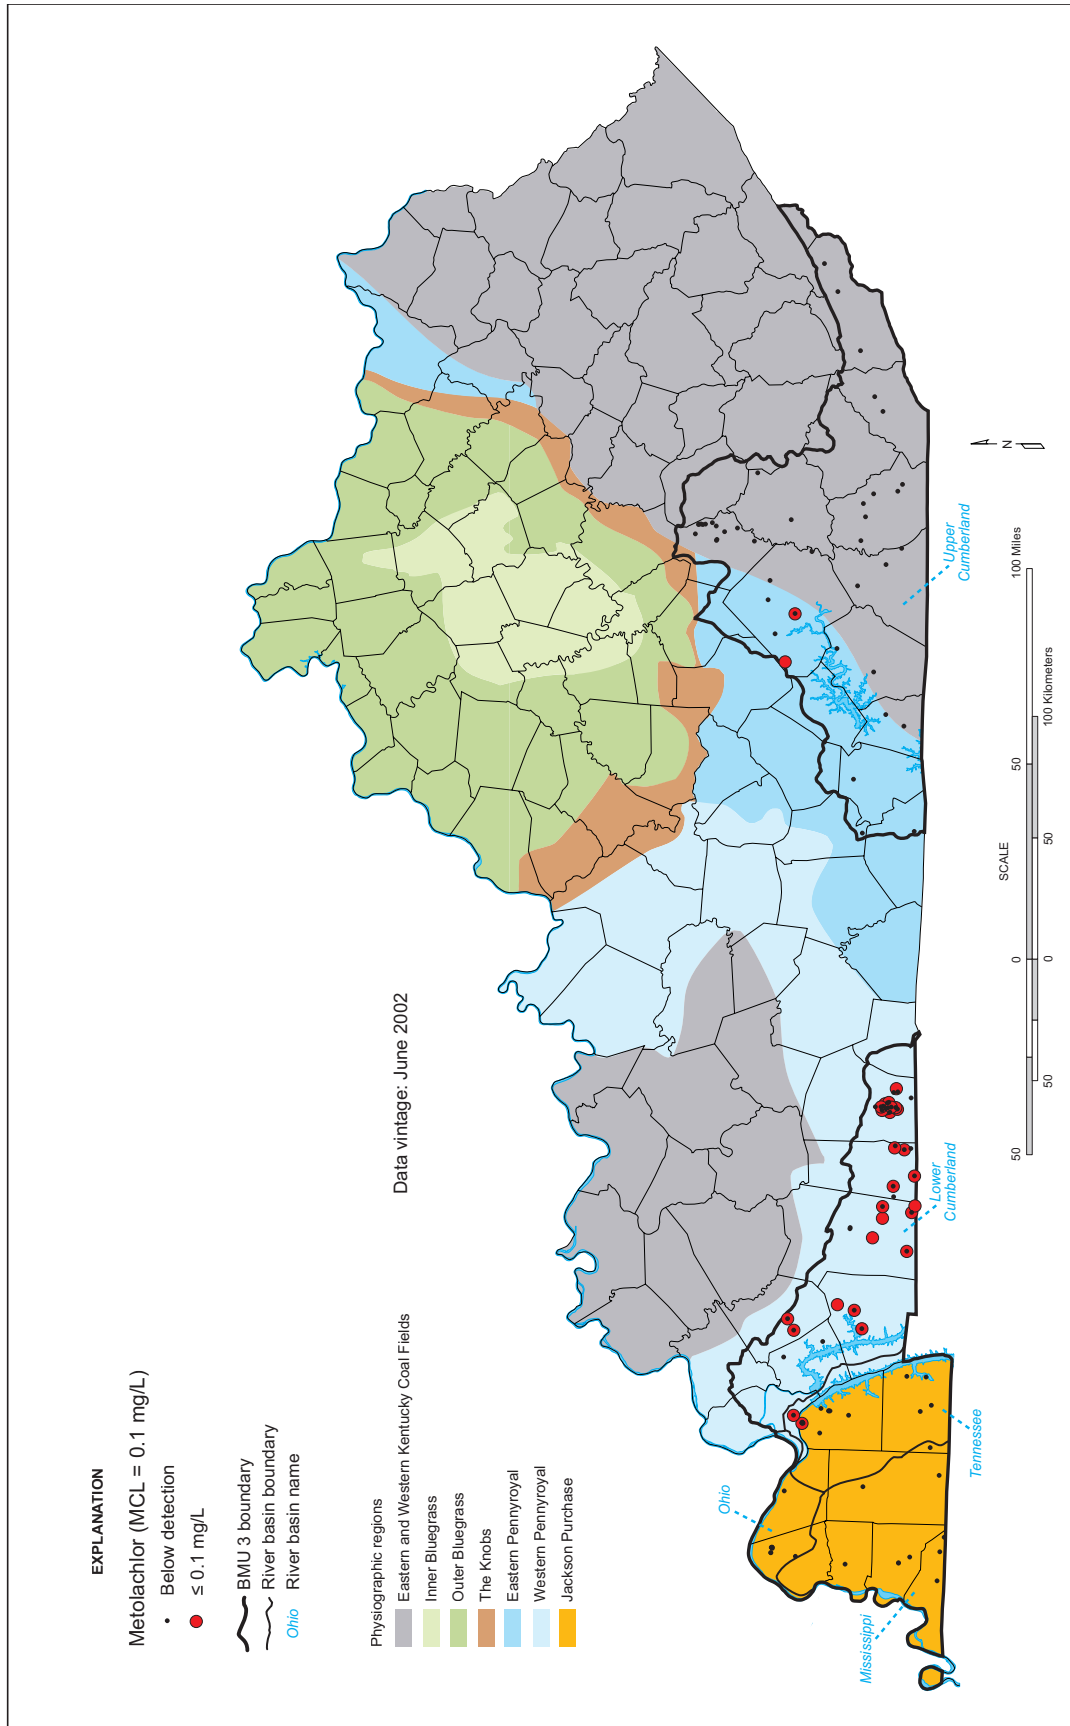 EXPLANATION
Metolachlor (MCL = 0.1 mg/L)
Below detection
≤ 0.1 mg/L
BMU 3 boundary
River basin boundary
Ohio River basin name
Physiographic regions
Eastern and Western Kentucky Coal Fields
Inner Bluegrass
Outer Bluegrass
The Knobs
Eastern Pennyroyal
Western Pennyroyal
Jackson Purchase
Data vintage: June 2002
Ohio
Mississippi
Tennessee
Lower
Cumberland
Upper
Cumberland
N
SCALE
50 0 50 100 Miles
50 0 50 100 Kilometers